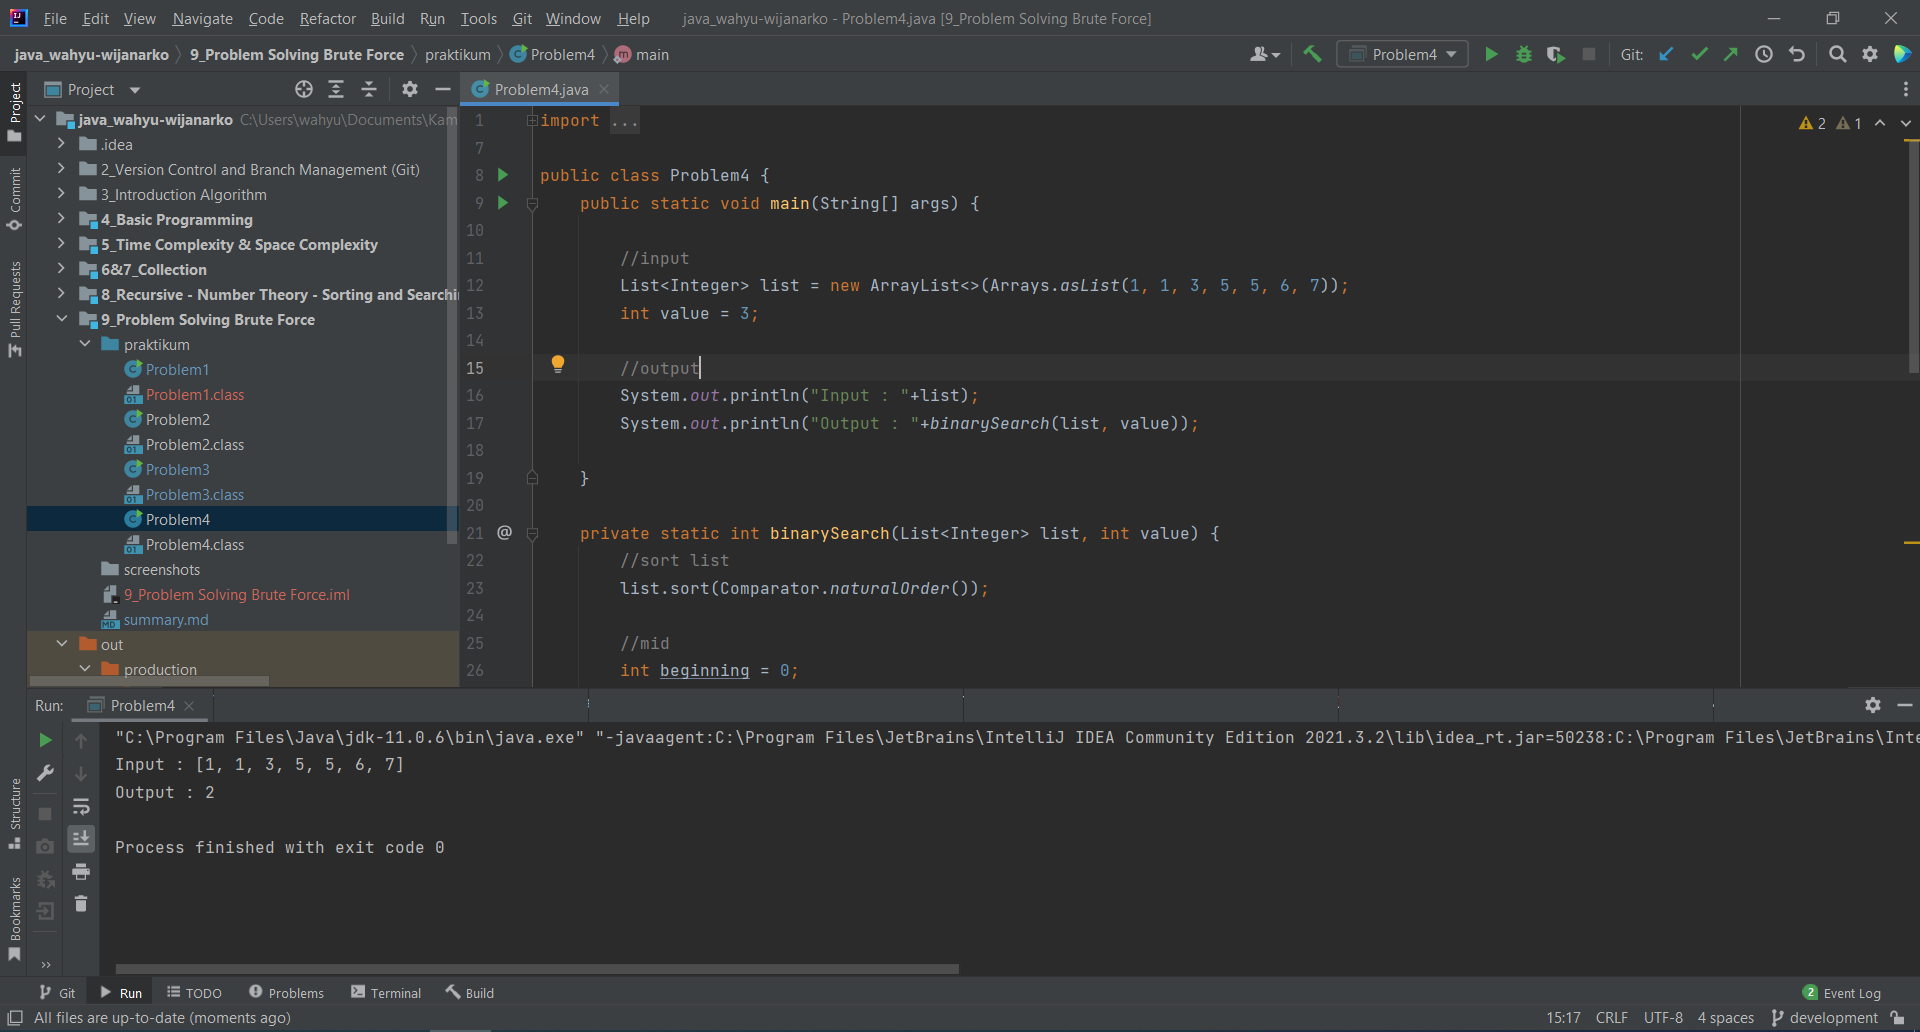 File Edit View Navigate Code Refactor Build Run Tools Git Window Help java_wahyu-wijanarko - Problem4.java [9_Problem Solving Brute Force]
java_wahyu-wijanarko 9_Problem Solving Brute Force praktikum Problem4 main Problem4 Git:
Project Problem4.java
java_wahyu-wijanarko C:\Users\wahyu\Documents\Kam
.idea
2_Version Control and Branch Management (Git)
3_Introduction Algorithm
4_Basic Programming
5_Time Complexity & Space Complexity
6&7_Collection
8_Recursive - Number Theory - Sorting and Searchi
9_Problem Solving Brute Force
praktikum
Problem1
Problem1.class
Problem2
Problem2.class
Problem3
Problem3.class
Problem4
Problem4.class
screenshots
9_Problem Solving Brute Force.iml
summary.md
out
production
Project
Commit
Pull Requests
Structure
Bookmarks
2 1
1 import ...
7
8 public class Problem4 {
9 public static void main(String[] args) {
10
11 //input
12 List<Integer> list = new ArrayList<>(Arrays.asList(1, 1, 3, 5, 5, 6, 7));
13 int value = 3;
14
15 //output
16 System.out.println("Input : "+list);
17 System.out.println("Output : "+binarySearch(list, value));
18
19 }
20
21 @ private static int binarySearch(List<Integer> list, int value) {
22 //sort list
23 list.sort(Comparator.naturalOrder());
24
25 //mid
26 int beginning = 0;
Run: Problem4
"C:\Program Files\Java\jdk-11.0.6\bin\java.exe" "-javaagent:C:\Program Files\JetBrains\IntelliJ IDEA Community Edition 2021.3.2\lib\idea_rt.jar=50238:C:\Program Files\JetBrains\Inte
Input : [1, 1, 3, 5, 5, 6, 7]
Output : 2
Process finished with exit code 0
Git Run TODO Problems Terminal Build 2 Event Log
All files are up-to-date (moments ago) 15:17 CRLF UTF-8 4 spaces development